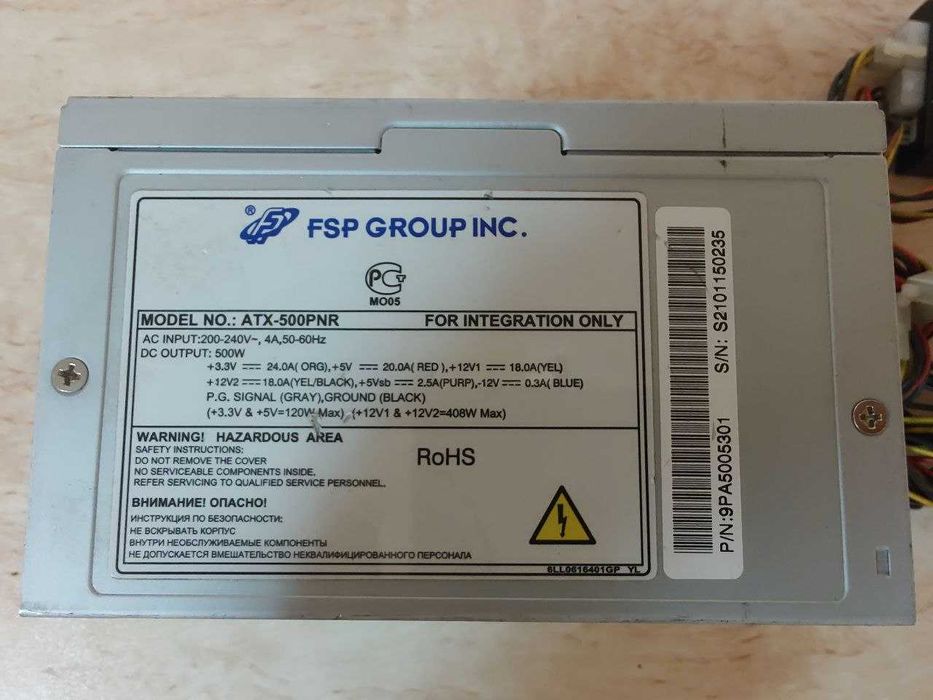 ® FSP GROUP INC.
РСТ
MO05
MODEL NO.: ATX-500PNR FOR INTEGRATION ONLY
AC INPUT:200-240V~, 4A,50-60Hz
DC OUTPUT: 500W
+3.3V ⎓ 24.0A( ORG),+5V ⎓ 20.0A( RED ),+12V1 ⎓ 18.0A(YEL)
+12V2 ⎓ 18.0A(YEL/BLACK),+5Vsb ⎓ 2.5A(PURP),-12V ⎓ 0.3A( BLUE)
P.G. SIGNAL (GRAY),GROUND (BLACK)
(+3.3V & +5V=120W Max) (+12V1 & +12V2=408W Max)
WARNING! HAZARDOUS AREA
SAFETY INSTRUCTIONS:
DO NOT REMOVE THE COVER
NO SERVICEABLE COMPONENTS INSIDE.
REFER SERVICING TO QUALIFIED SERVICE PERSONNEL.
RoHS
ВНИМАНИЕ! ОПАСНО!
ИНСТРУКЦИЯ ПО БЕЗОПАСНОСТИ:
НЕ ВСКРЫВАТЬ КОРПУС
ВНУТРИ НЕОБСЛУЖИВАЕМЫЕ КОМПОНЕНТЫ
НЕ ДОПУСКАЕТСЯ ВМЕШАТЕЛЬСТВО НЕКВАЛИФИЦИРОВАННОГО ПЕРСОНАЛА
6LL0616401GP YL
P/N:9PA5005301 S/N: S2101150235